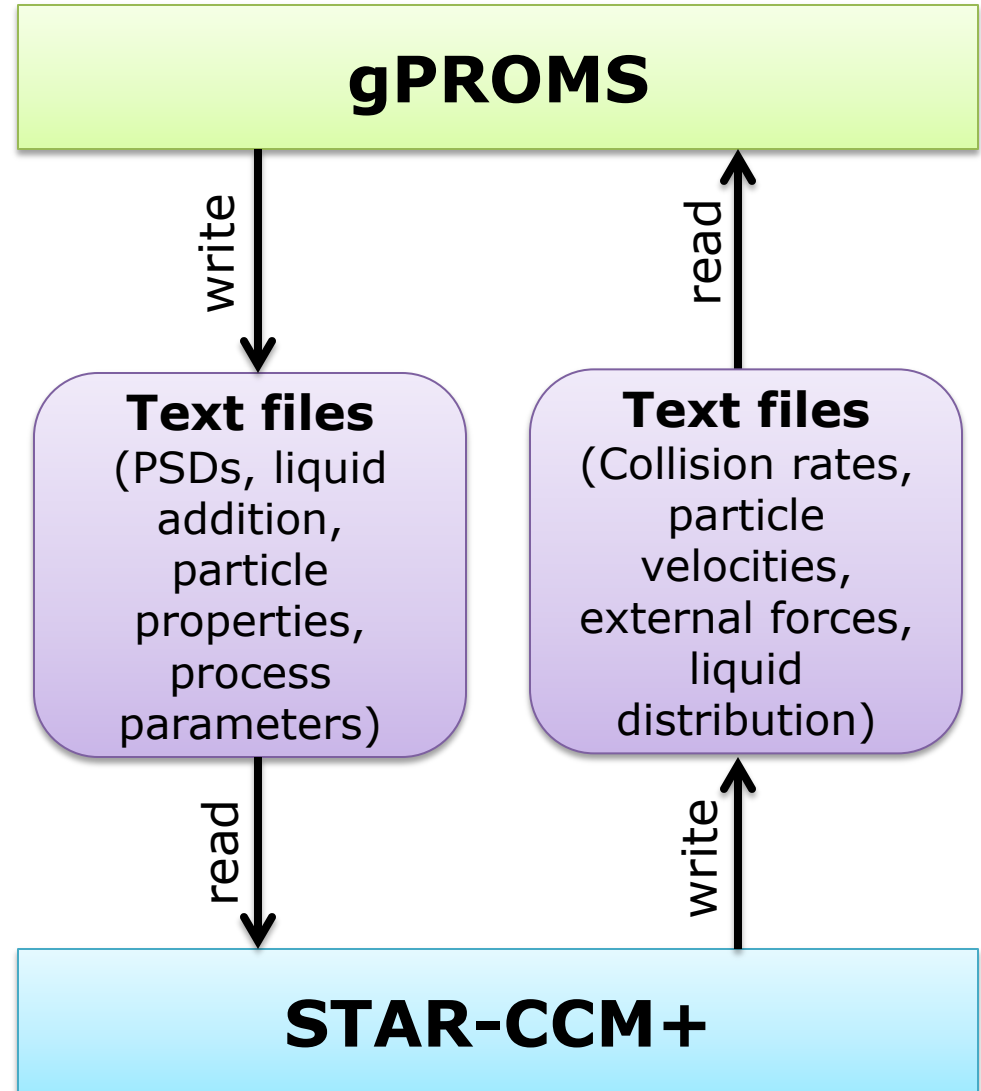 gPROMS
write
read
Text files
(PSDs, liquid
addition,
particle
properties,
process
parameters)
Text files
(Collision rates,
particle
velocities,
external forces,
liquid
distribution)
read
write
STAR-CCM+